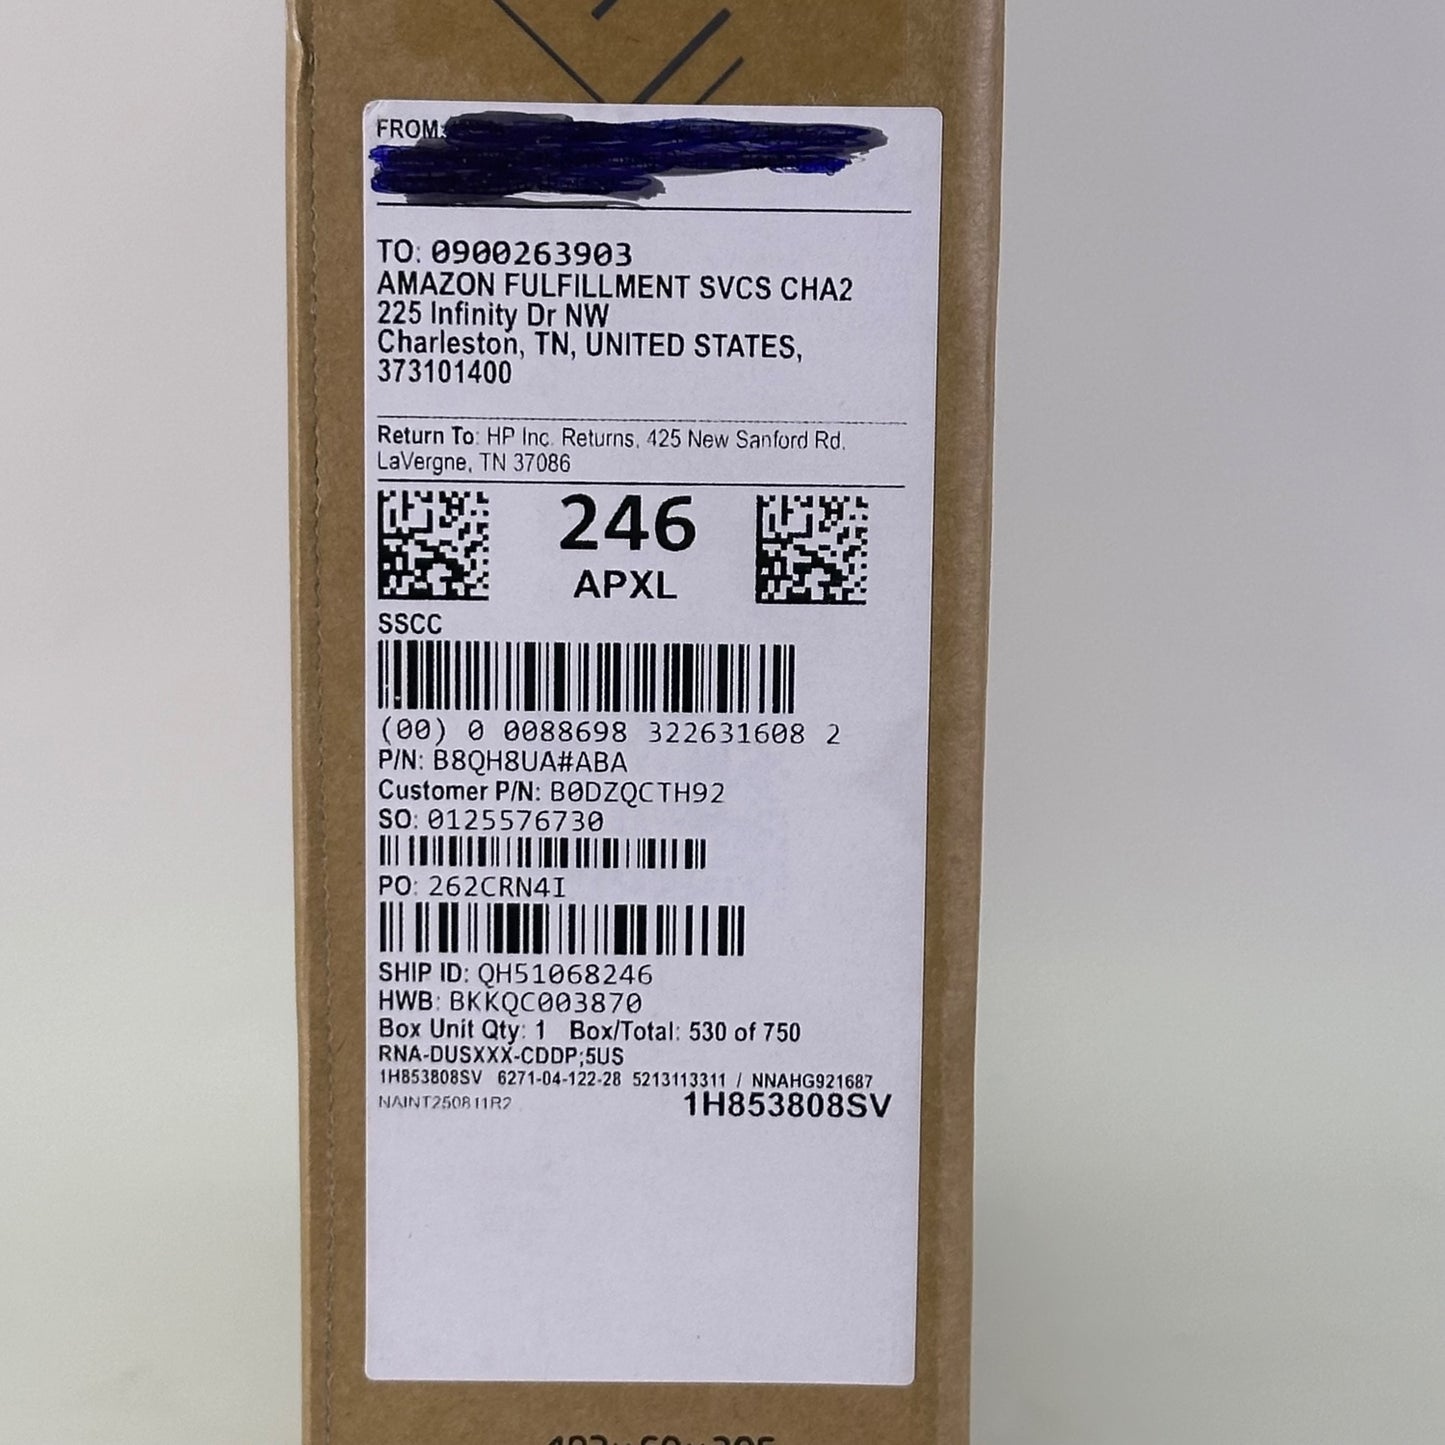 FROM:
TO: 0900263903
AMAZON FULFILLMENT SVCS CHA2
225 Infinity Dr NW
Charleston, TN, UNITED STATES,
373101400
Return To: HP Inc. Returns, 425 New Sanford Rd,
LaVergne, TN 37086
246
APXL
SSCC
(00) 0 0088698 322631608 2
P/N: B8QH8UA#ABA
Customer P/N: B0DZQCTH92
SO: 0125576730
PO: 262CRN4I
SHIP ID: QH51068246
HWB: BKKQC003870
Box Unit Qty: 1 Box/Total: 530 of 750
RNA-DUSXXX-CDDP;5US
1H853808SV 6271-04-122-28 5213113311 / NNAHG921687
NAINT250811R2
1H853808SV